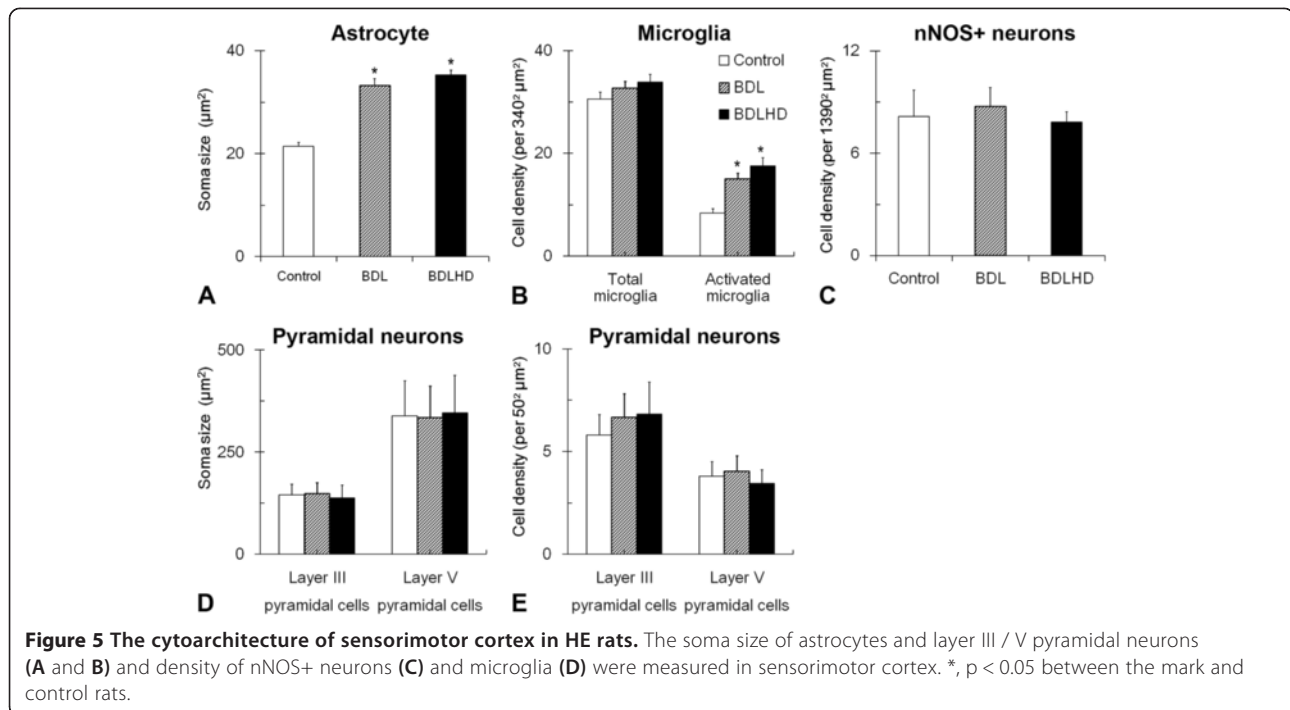 Astrocyte
40
20
0
Soma size (µm²)
*
*
Control BDL BDLHD
A
Microglia
40
20
0
Cell density (per 340² µm²)
Control
BDL
BDLHD
*
*
Total microglia
Activated microglia
B
nNOS+ neurons
12
6
0
Cell density (per 1390² µm²)
Control BDL BDLHD
C
Pyramidal neurons
500
250
0
Soma size (µm²)
Layer III Layer V
pyramidal cells pyramidal cells
D
Pyramidal neurons
10
5
0
Cell density (per 50² µm²)
Layer III Layer V
pyramidal cells pyramidal cells
E
Figure 5 The cytoarchitecture of sensorimotor cortex in HE rats. The soma size of astrocytes and layer III / V pyramidal neurons
(A and B) and density of nNOS+ neurons (C) and microglia (D) were measured in sensorimotor cortex. *, p < 0.05 between the mark and
control rats.